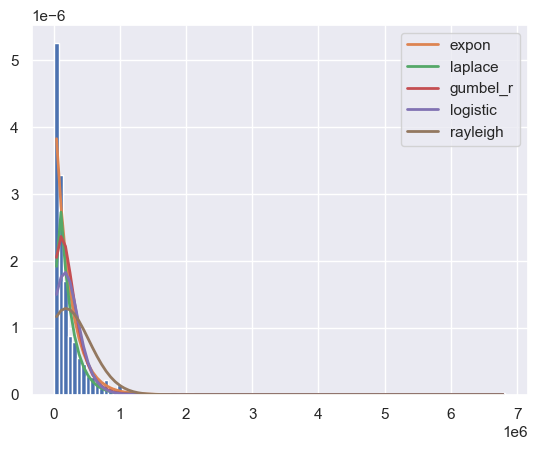 1e−6
expon
laplace
gumbel_r
logistic
rayleigh
5
4
3
2
1
0
0 1 2 3 4 5 6 7
1e6